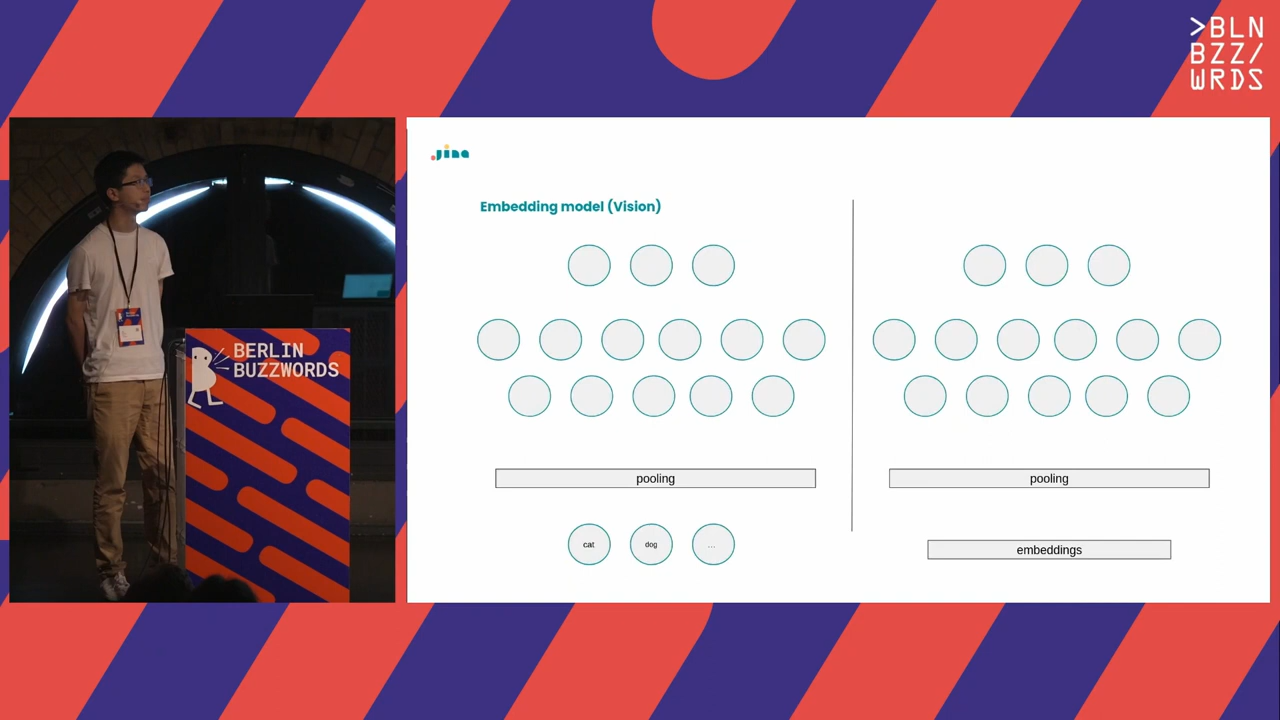 >BLN
BZZ/
WRDS
BERLIN
BUZZWORDS
jina
Embedding model (Vision)
pooling
pooling
cat
dog
...
embeddings